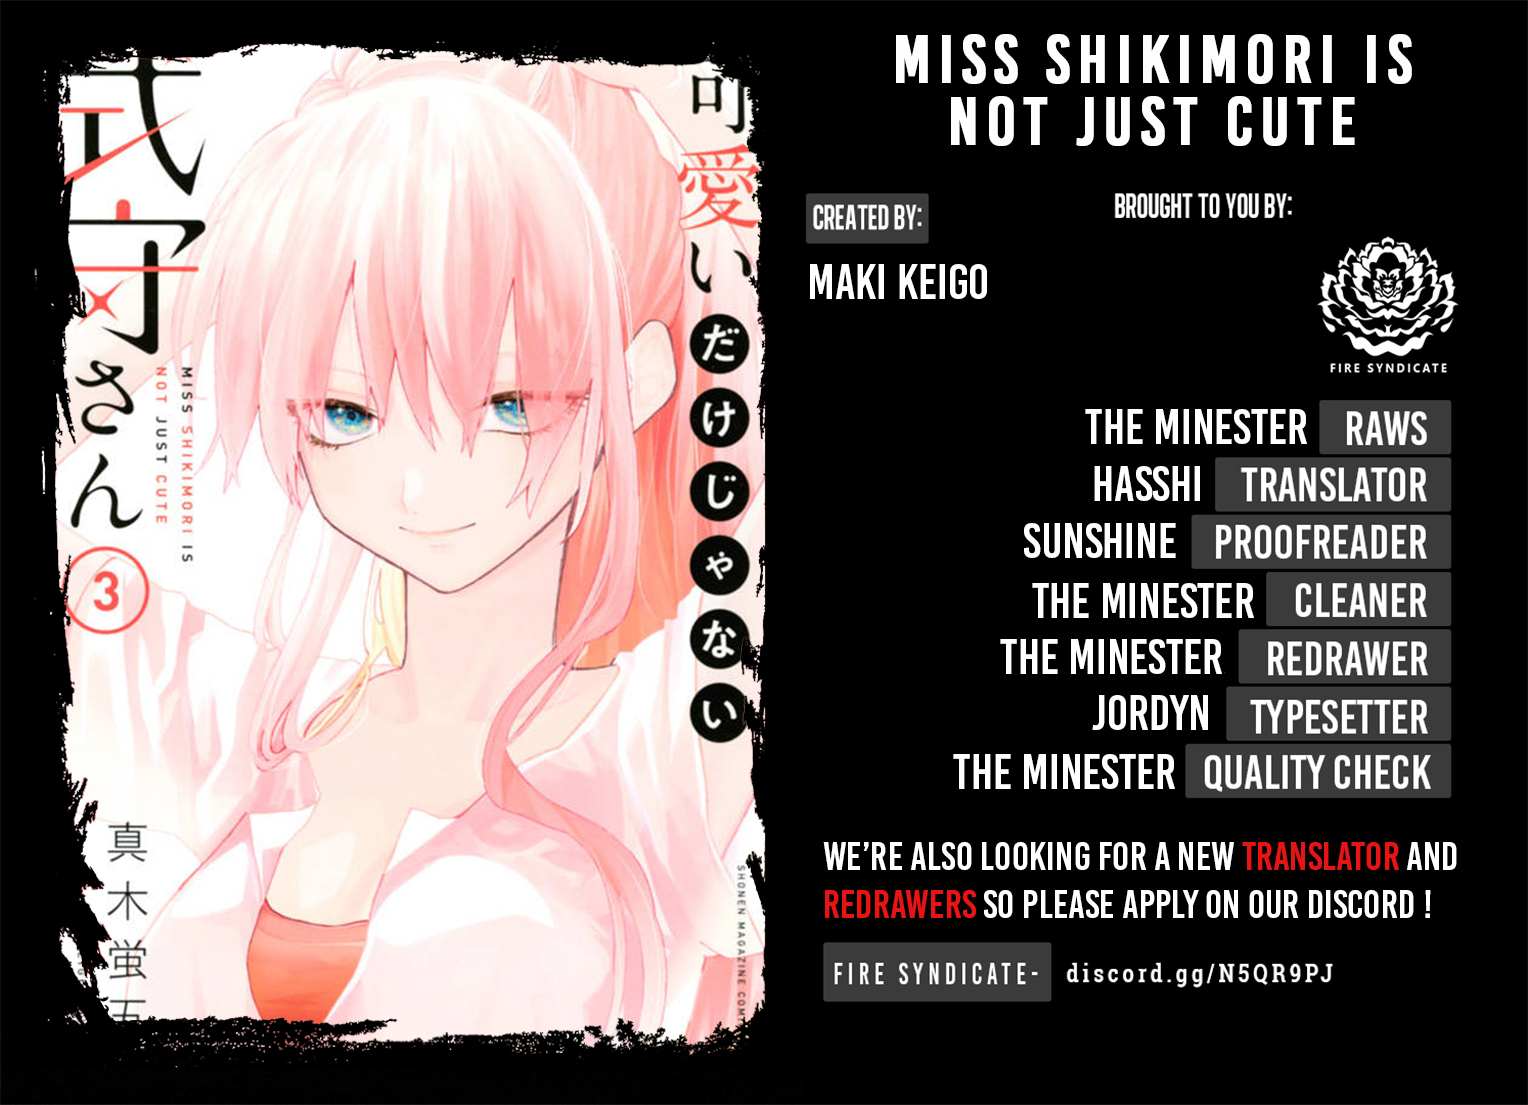 可愛いだけじゃない
式守さん
MISS SHIKIMORI IS
NOT JUST CUTE
3
真木蛍五
SHONEN MAGAZINE
MISS SHIKIMORI IS
NOT JUST CUTE
CREATED BY:
MAKI KEIGO
BROUGHT TO YOU BY:
FIRE SYNDICATE
THE MINESTER RAWS
HASSHI TRANSLATOR
SUNSHINE PROOFREADER
THE MINESTER CLEANER
THE MINESTER REDRAWER
JORDYN TYPESETTER
THE MINESTER QUALITY CHECK
WE’RE ALSO LOOKING FOR A NEW TRANSLATOR AND
REDRAWERS SO PLEASE APPLY ON OUR DISCORD !
FIRE SYNDICATE- discord.gg/N5QR9PJ